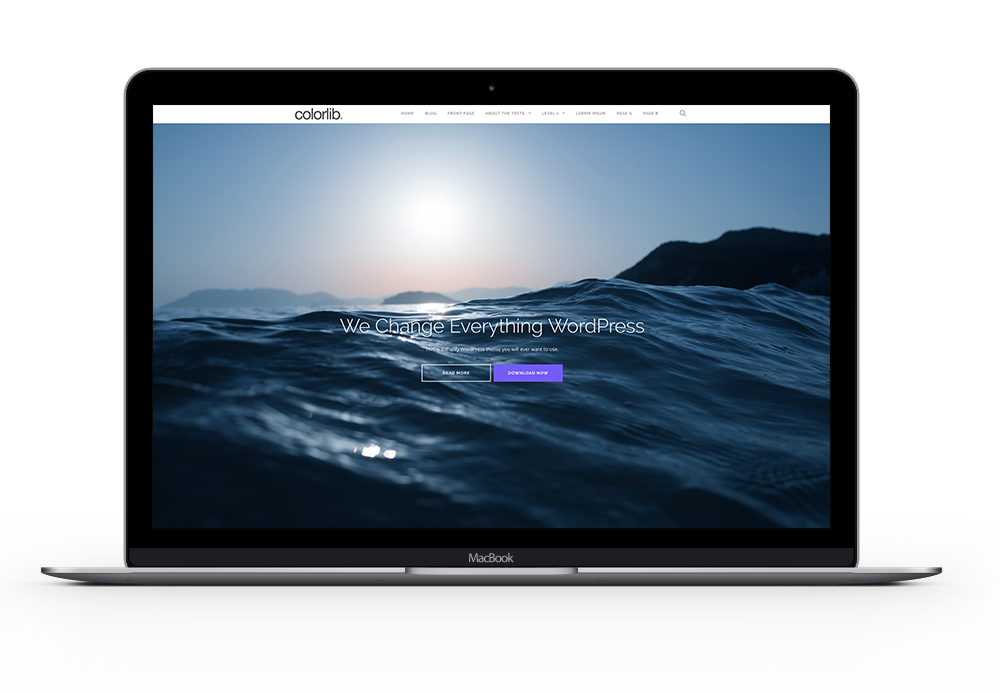 colorlib.
HOME BLOG FRONT PAGE ABOUT THE TESTS LEVEL 1 LOREM IPSUM PAGE A PAGE B
We Change Everything WordPress
This is the only WordPress theme you will ever want to use.
READ MORE DOWNLOAD NOW
MacBook